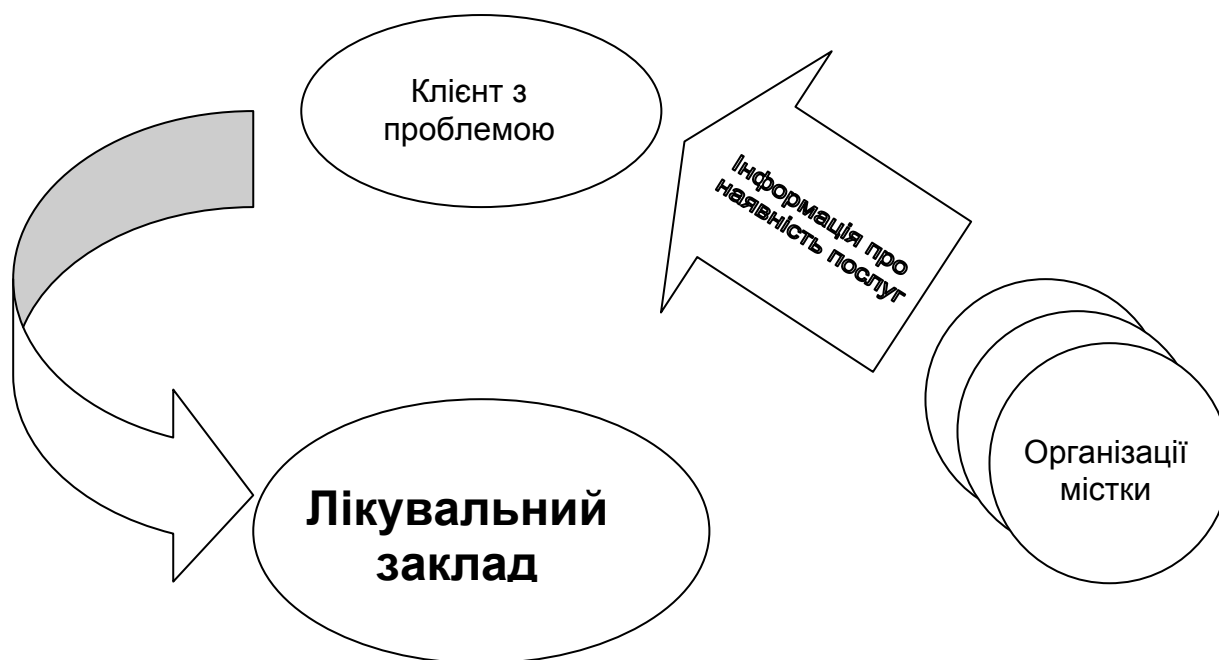 Клієнт з
проблемою
Інформація про
наявність послуг
Організації
містки
Лікувальний
заклад